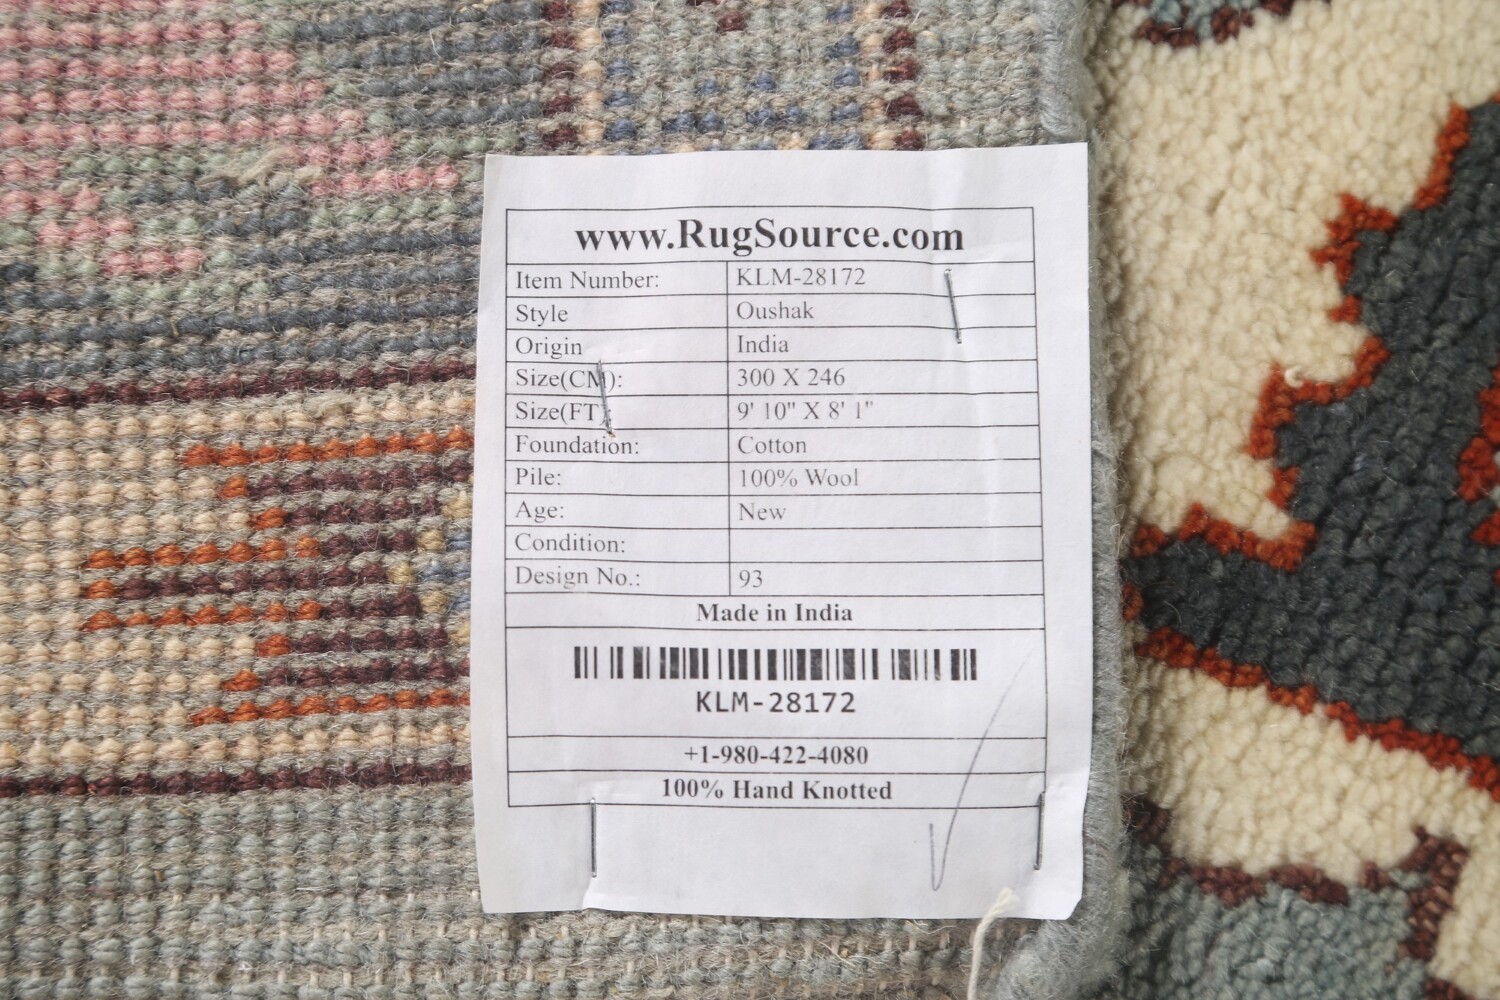 www.RugSource.com
Item Number: KLM-28172
Style Oushak
Origin India
Size(CM): 300 X 246
Size(FT) 9' 10" X 8' 1"
Foundation: Cotton
Pile: 100% Wool
Age: New
Condition:
Design No.: 93
Made in India
KLM-28172
+1-980-422-4080
100% Hand Knotted